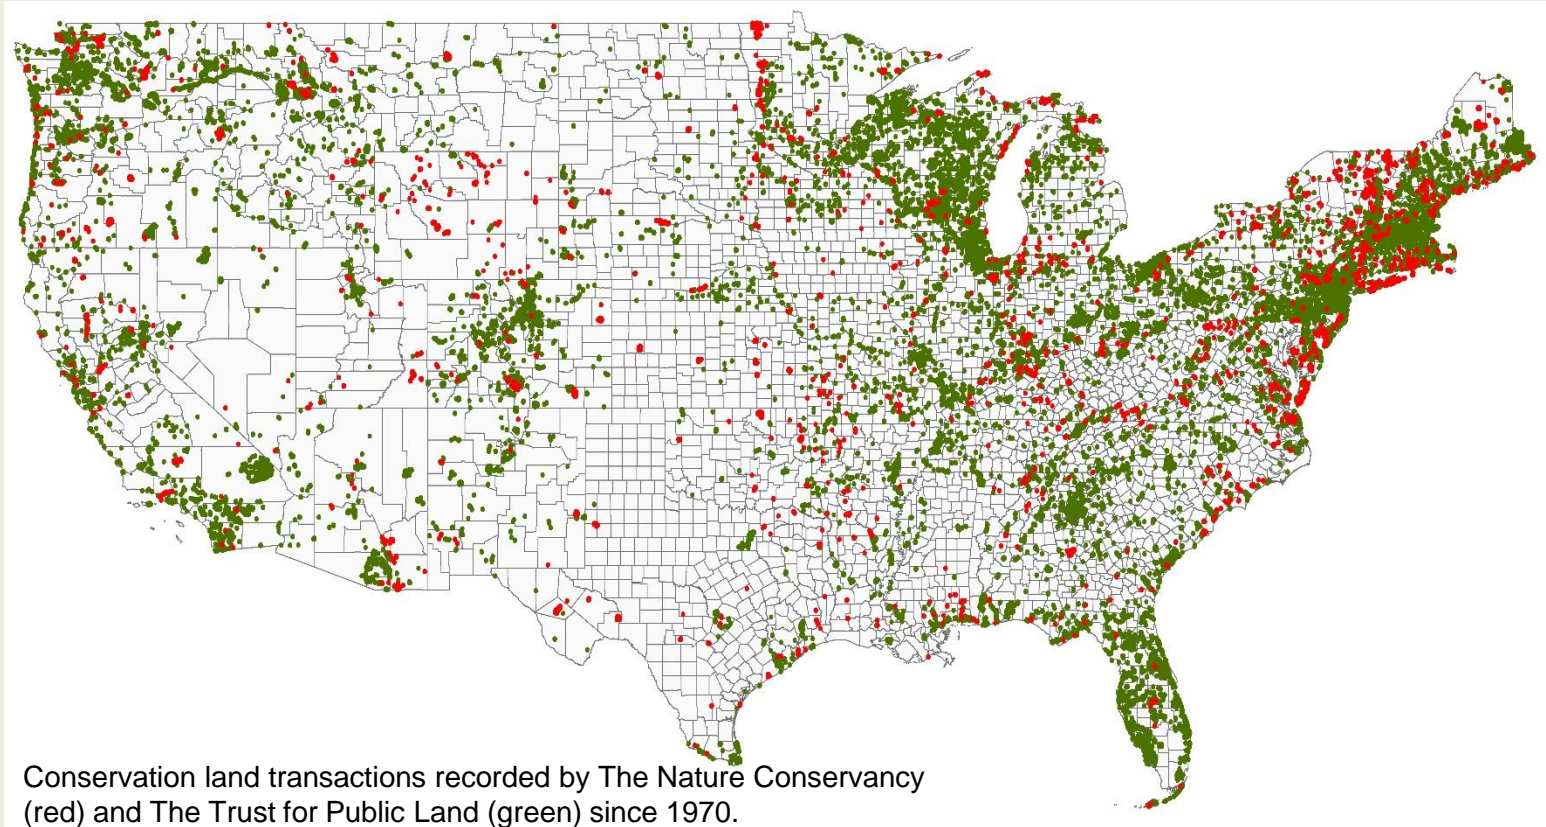 Conservation land transactions recorded by The Nature Conservancy
(red) and The Trust for Public Land (green) since 1970.